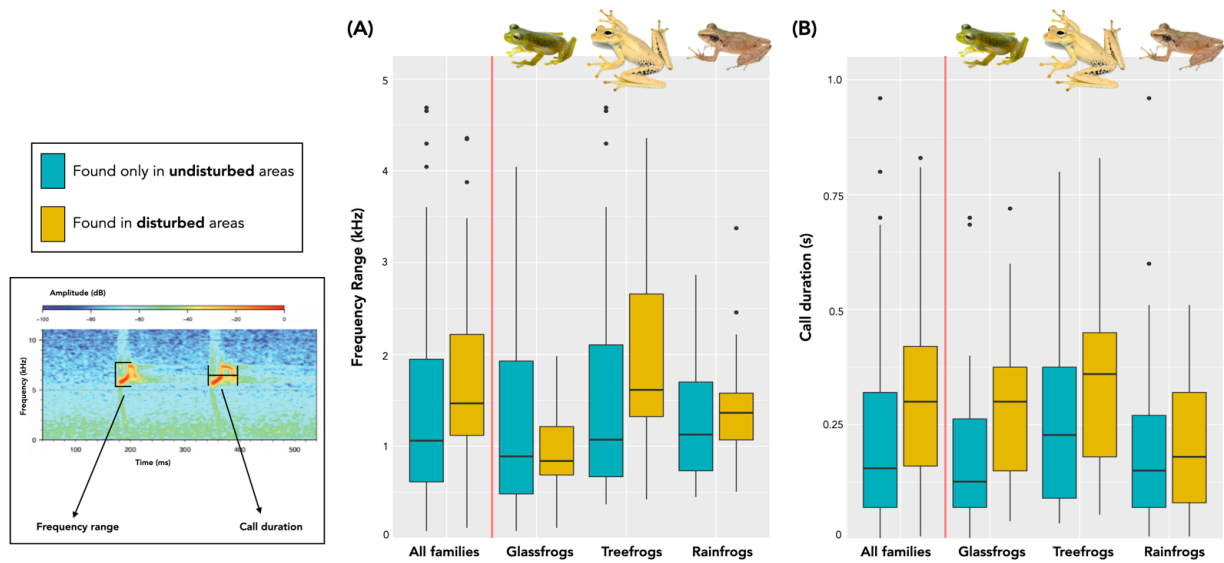 (A)
(B)
Found only in undisturbed areas
Found in disturbed areas
Amplitude (dB)
−100 −80 −60 −40 −20 0
Frequency (kHz)
10
5
0
0 200 400 500
Time (ms)
Frequency range
Call duration
Frequency Range (kHz)
5
4
3
2
1
0
All families Glassfrogs Treefrogs Rainfrogs
Call duration (s)
1.0
0.75
0.50
0.25
0
All families Glassfrogs Treefrogs Rainfrogs